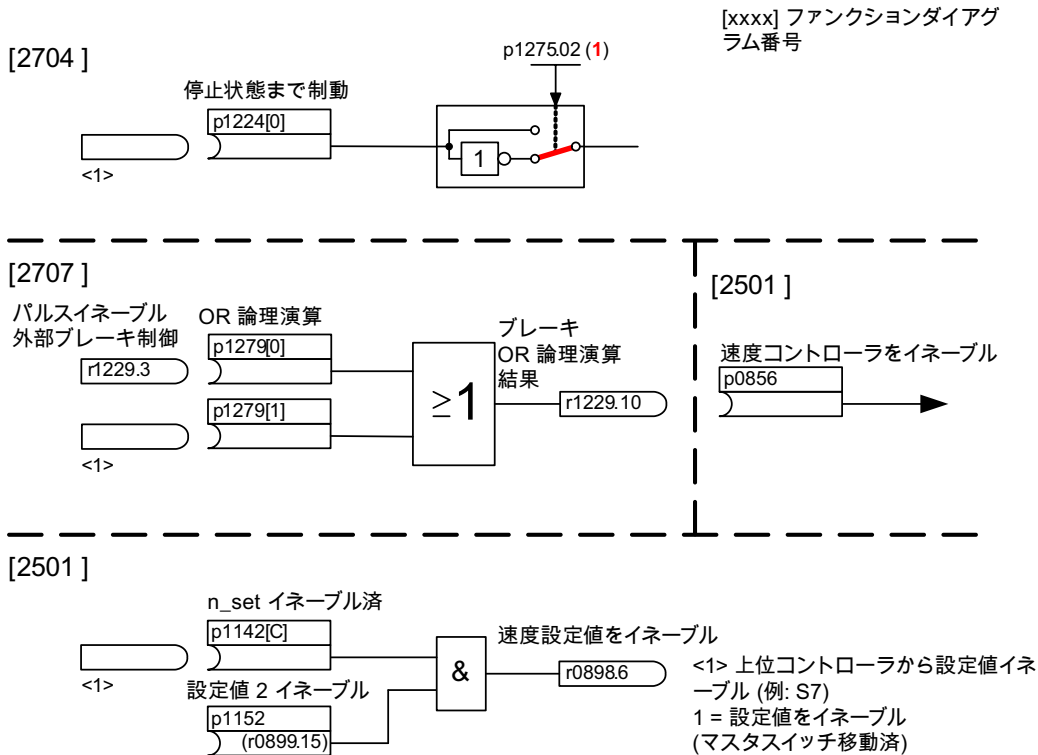 [xxxx] ファンクションダイアグ
ラム番号
[2704 ]
p1275.02 (1)
停止状態まで制動
p1224[0]
1
<1>
[2707 ]
[2501 ]
パルスイネーブル
外部ブレーキ制御
OR 論理演算
r1229.3
p1279[0]
p1279[1]
<1>
≥1
ブレーキ
OR 論理演算
結果
r1229.10
速度コントローラをイネーブル
p0856
[2501 ]
n_set イネーブル済
p1142[C]
<1>
設定値 2 イネーブル
p1152
(r0899.15)
&
速度設定値をイネーブル
r0898.6
<1> 上位コントローラから設定値イネ
ーブル (例: S7)
1 = 設定値をイネーブル
(マスタスイッチ移動済)